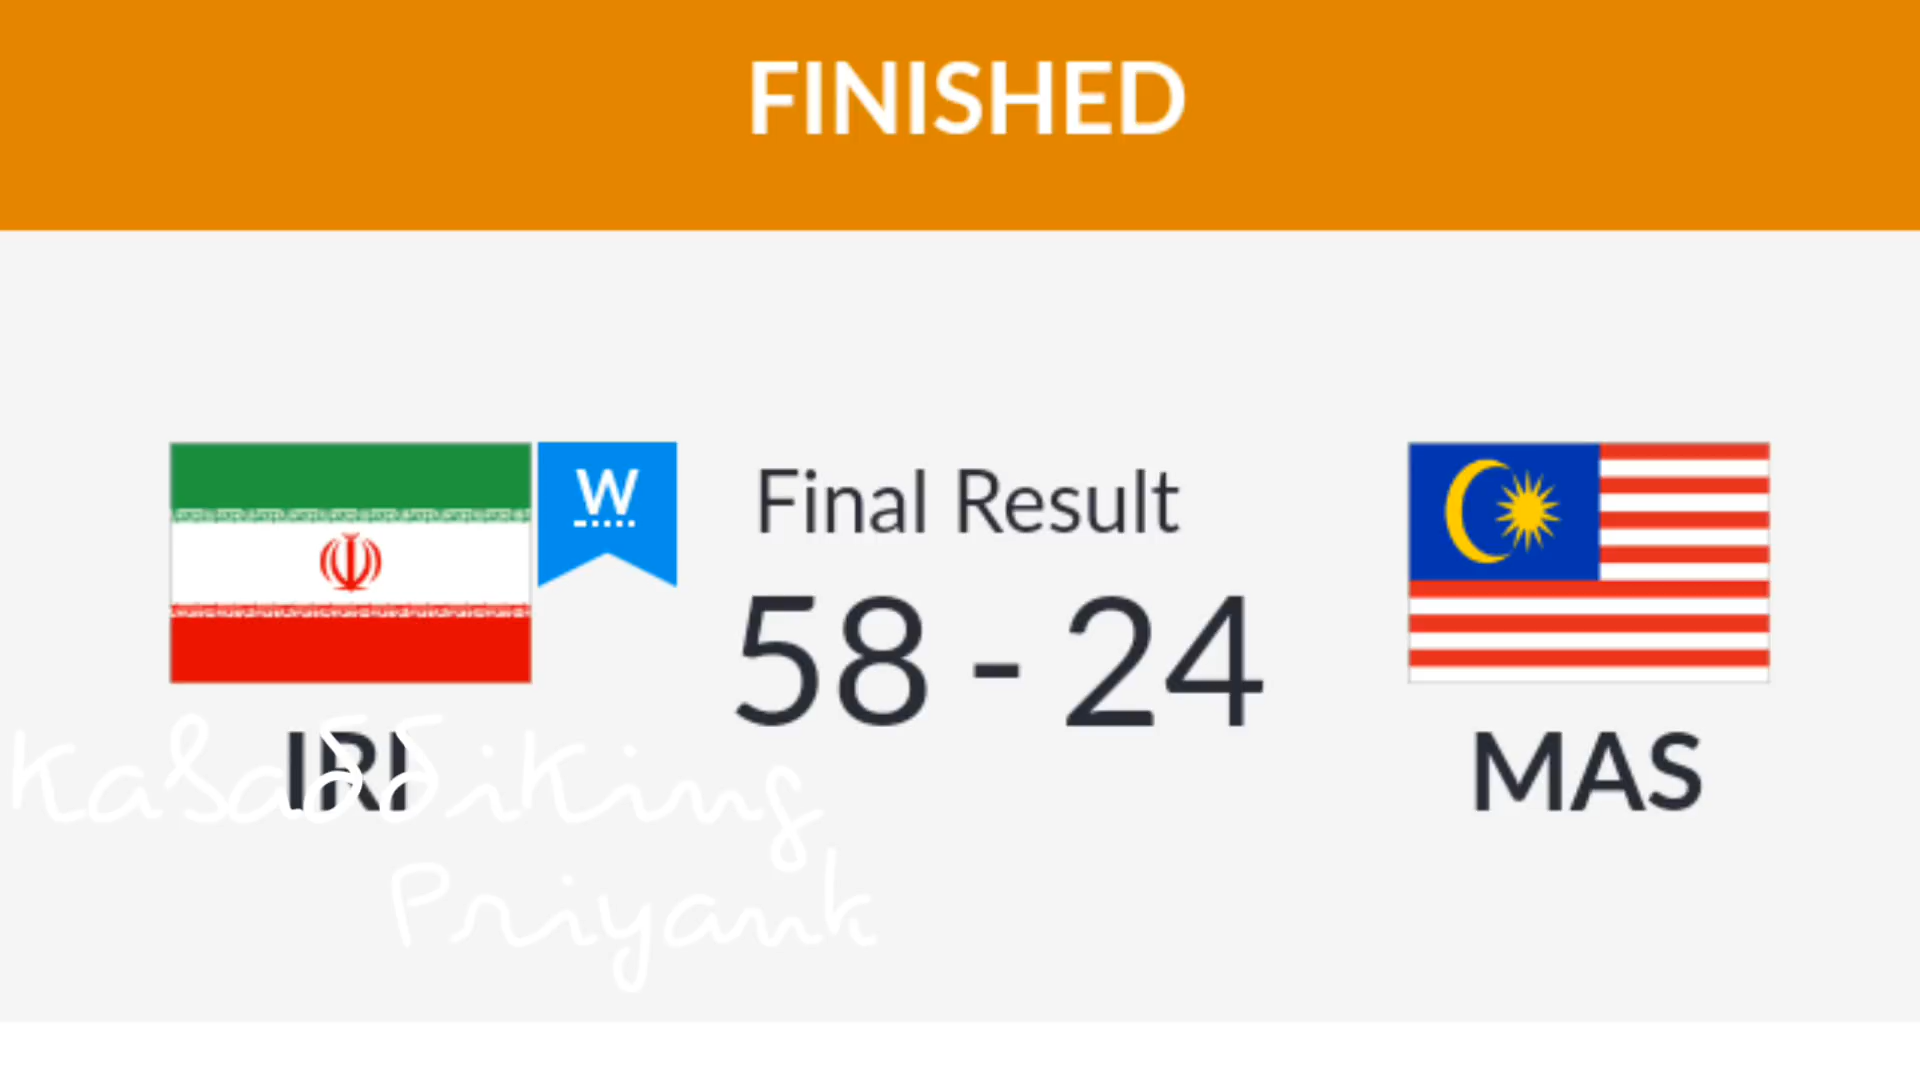 FINISHED
W
Final Result
58 - 24
IRI
MAS
KabaddiKing
Priyank